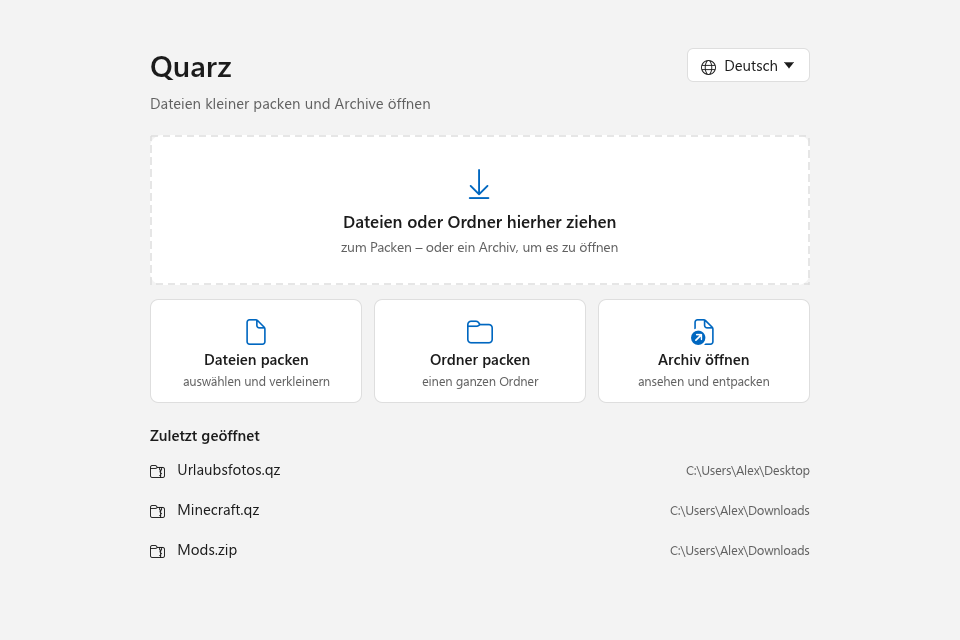 Quarz
Deutsch
Dateien kleiner packen und Archive öffnen
Dateien oder Ordner hierher ziehen
zum Packen – oder ein Archiv, um es zu öffnen
Dateien packen
auswählen und verkleinern
Ordner packen
einen ganzen Ordner
Archiv öffnen
ansehen und entpacken
Zuletzt geöffnet
Urlaubsfotos.qz C:\Users\Alex\Desktop
Minecraft.qz C:\Users\Alex\Downloads
Mods.zip C:\Users\Alex\Downloads